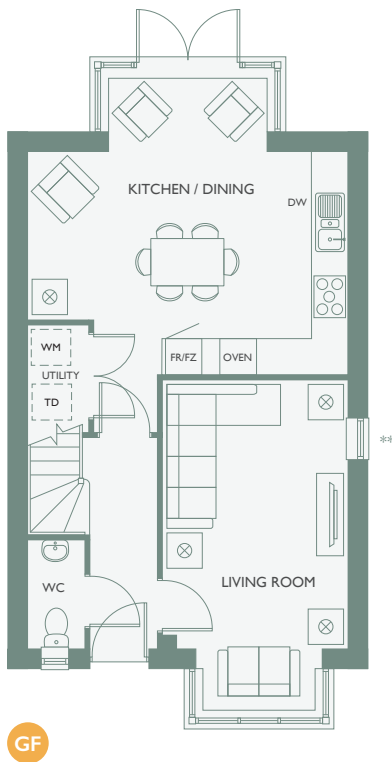 KITCHEN / DINING
DW
WM
FR/FZ
OVEN
UTILITY
TD
**
LIVING ROOM
WC
GF